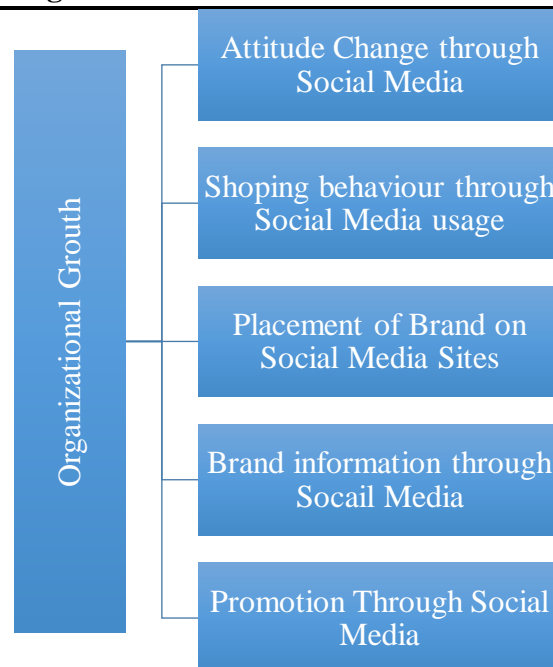 Organizational Grouth
Attitude Change through
Social Media
Shoping behaviour through
Social Media usage
Placement of Brand on
Social Media Sites
Brand information through
Socail Media
Promotion Through Social
Media